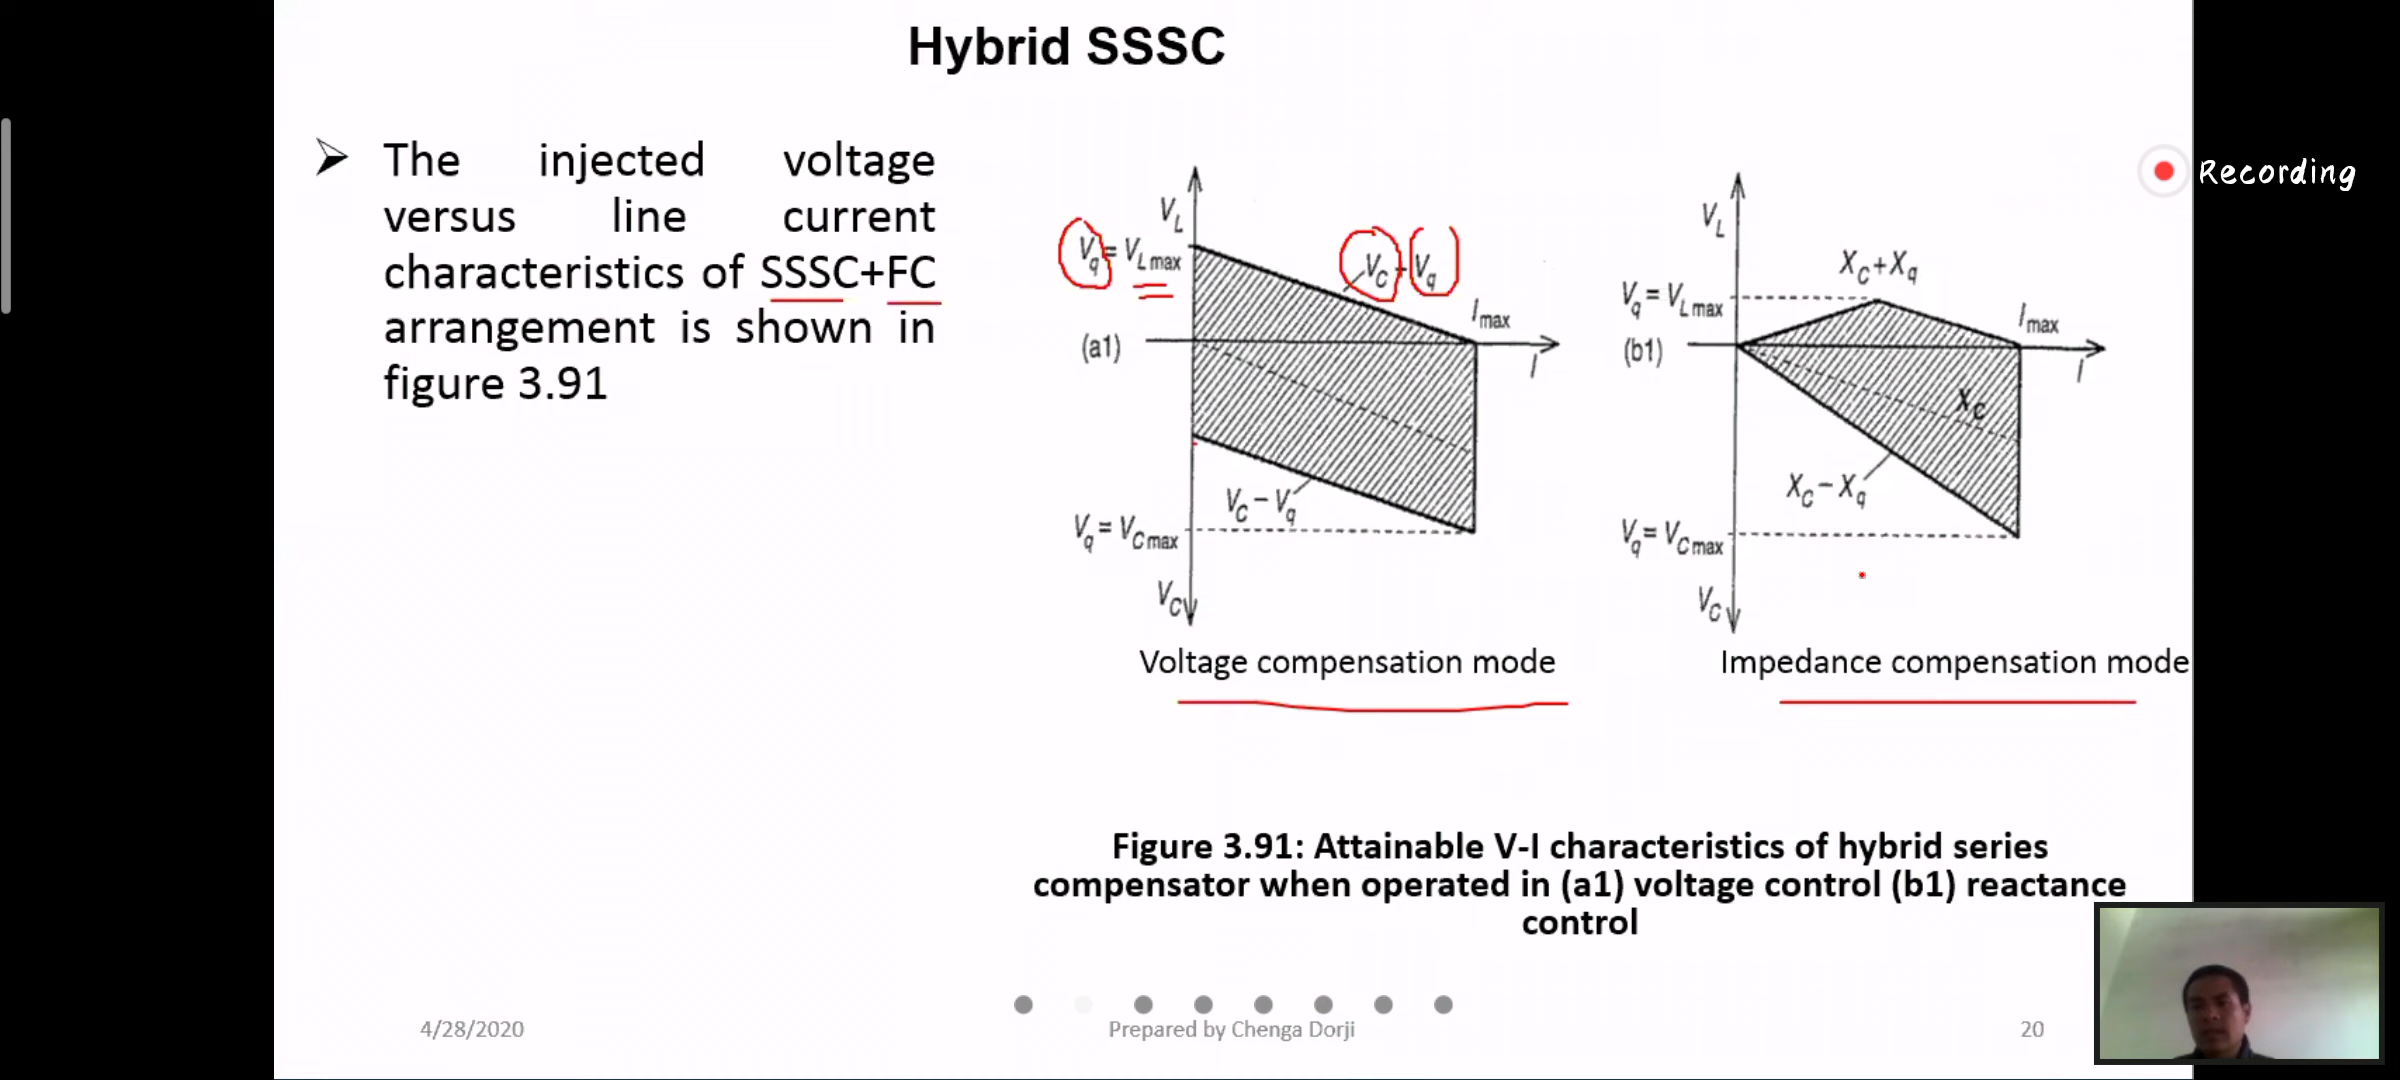 Hybrid SSSC
➢ The injected voltage
versus line current
characteristics of SSSC+FC
arrangement is shown in
figure 3.91
Recording
V_L
V_q = V_Lmax
V_C+V_q
I_max
(a1)
I
V_C - V_q
V_q = V_Cmax
V_C
Voltage compensation mode
V_L
X_C+X_q
V_q = V_Lmax
I_max
(b1)
I
X_C
X_C - X_q
V_q = V_Cmax
V_C
Impedance compensation mode
Figure 3.91: Attainable V-I characteristics of hybrid series
compensator when operated in (a1) voltage control (b1) reactance
control
4/28/2020
Prepared by Chenga Dorji
20